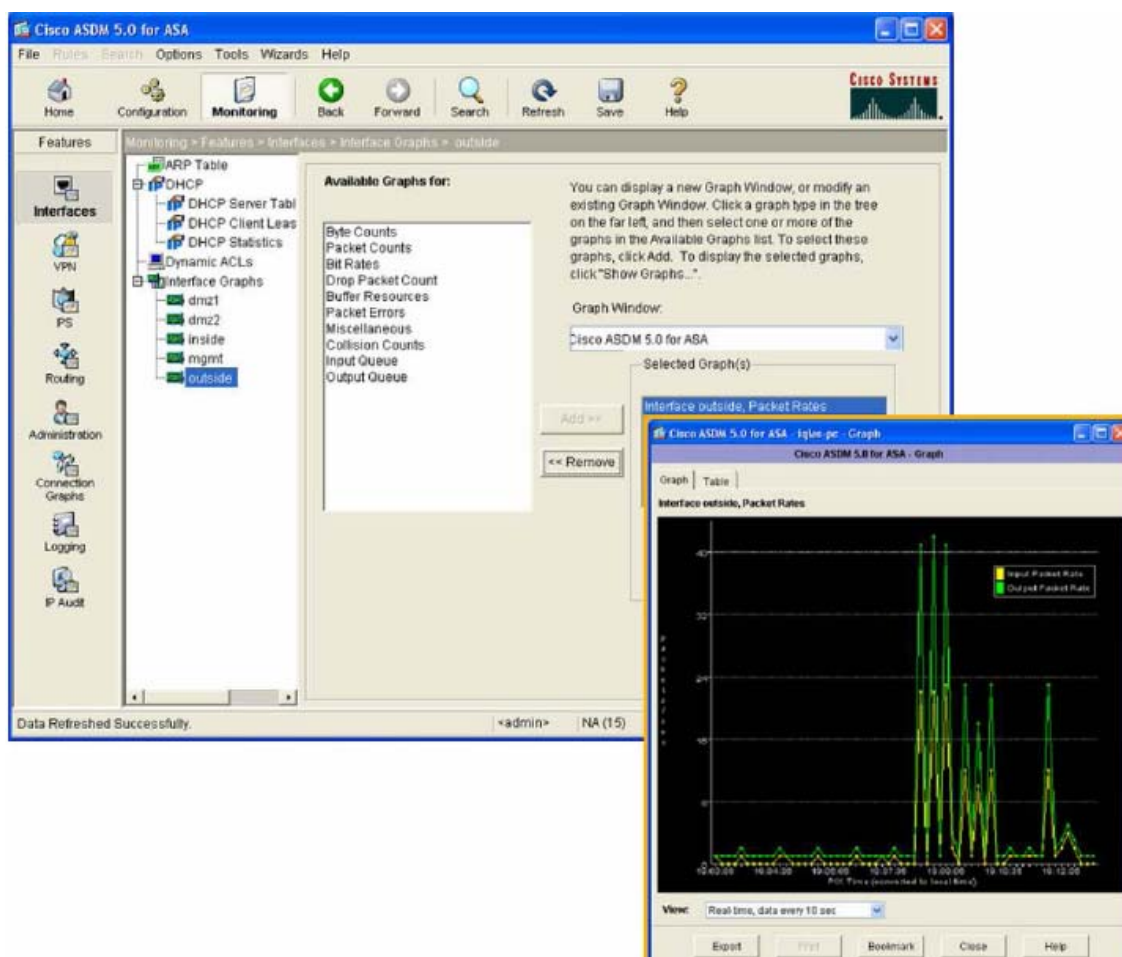 Cisco ASDM 5.0 for ASA
File Rules Search Options Tools Wizards Help
Home
Configuration
Monitoring
Back
Forward
Search
Refresh
Save
Help
CISCO SYSTEMS
Features
Monitoring > Features > Interfaces > Interface Graphs > outside
Interfaces
VPN
IPS
Routing
Administration
Connection
Graphs
Logging
IP Audit
ARP Table
DHCP
DHCP Server Tabl
DHCP Client Leas
DHCP Statistics
Dynamic ACLs
Interface Graphs
dmz1
dmz2
inside
mgmt
outside
Available Graphs for:
Byte Counts
Packet Counts
Bit Rates
Drop Packet Count
Buffer Resources
Packet Errors
Miscellaneous
Collision Counts
Input Queue
Output Queue
You can display a new Graph Window, or modify an
existing Graph Window. Click a graph type in the tree
on the far left, and then select one or more of the
graphs in the Available Graphs list. To select these
graphs, click Add. To display the selected graphs,
click "Show Graphs...".
Graph Window:
Cisco ASDM 5.0 for ASA
Add >>
<< Remove
Selected Graph(s)
Interface outside, Packet Rates
Data Refreshed Successfully.
<admin>
NA (15)
Cisco ASDM 5.0 for ASA - - Graph
Cisco ASDM 5.0 for ASA - Graph
Graph
Table
Interface outside, Packet Rates
Input Packet Rate
Output Packet Rate
40
32
24
16
8
0
View:
Real-time, data every 10 sec
Export
Print
Bookmark
Close
Help